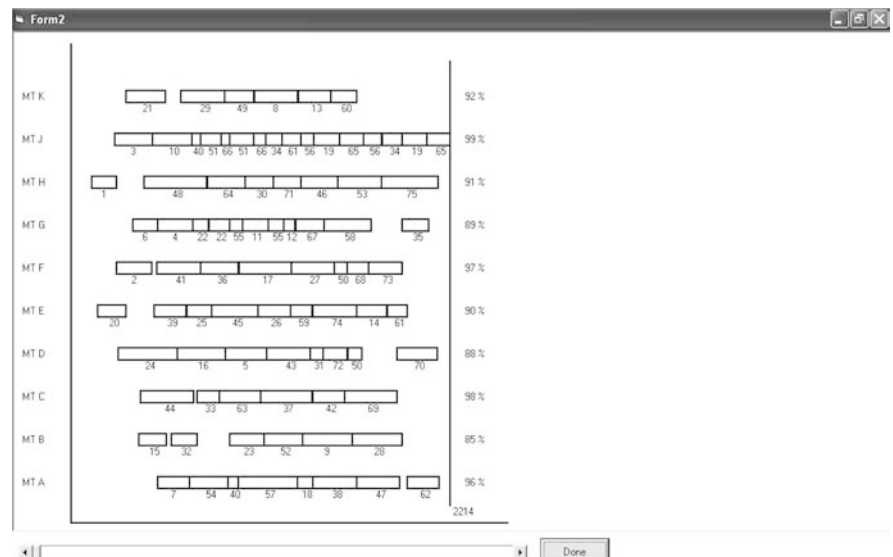 Form2
MT K 92 %
21 29 49 8 13 60
MT J 99 %
3 10 40 51 66 51 66 34 61 56 19 65 56 34 19 65
MT H 91 %
1 48 64 30 71 46 53 75
MT G 89 %
6 4 22 22 55 11 55 12 67 58 35
MT F 97 %
2 41 36 17 27 50 68 73
MT E 90 %
20 39 25 45 26 59 74 14 61
MT D 88 %
24 16 5 43 31 72 50 70
MT C 98 %
44 33 63 37 42 69
MT B 85 %
15 32 23 52 9 28
MT A 96 %
7 54 40 57 18 38 47 62
2214
Done